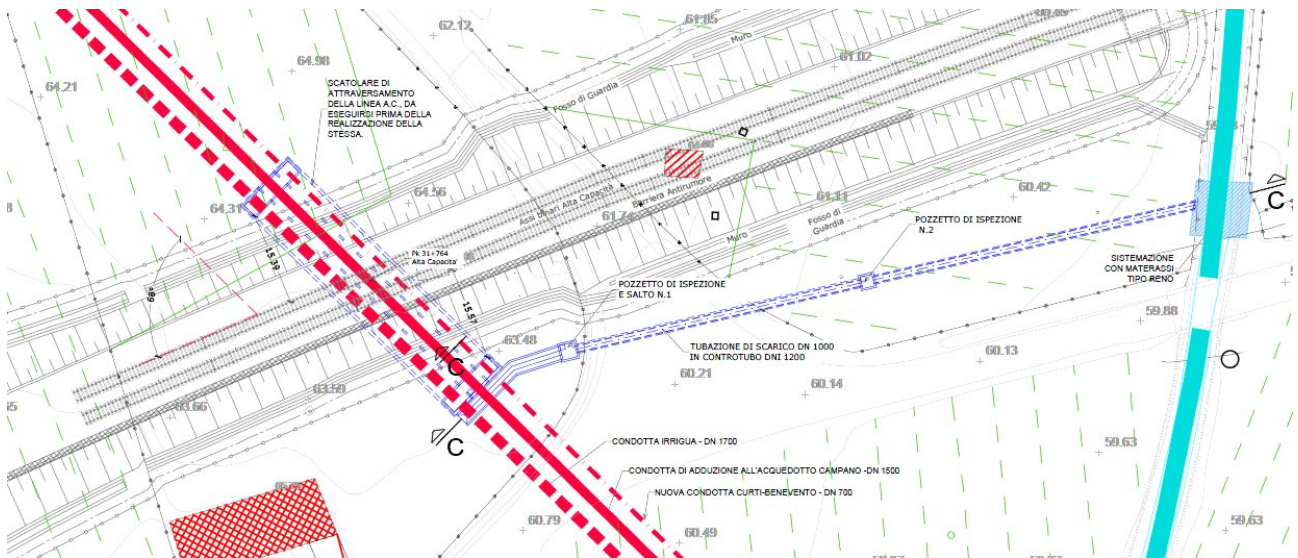 62.12
61.85
64.98
Muro
61.02
64.21
SCATOLARE DI
ATTRAVERSAMENTO
DELLA LINEA A.C., DA
ESEGUIRSI PRIMA DELLA
REALIZZAZIONE DELLA
STESSA.
Fosso di Guardia
64.56
64.31
Assi binari Alta Capacità
Barriera Antirumore
61.74
61.11
60.42
C
Fosso di
Guardia
Muro
POZZETTO DI ISPEZIONE
N.2
15.39
Pk 31+764
Alta Capacita'
SISTEMAZIONE
CON MATERASSI
TIPO RENO
POZZETTO DI ISPEZIONE
E SALTO N.1
15.57
59.88
63.48
TUBAZIONE DI SCARICO DN 1000
IN CONTROTUBO DNI 1200
60.13
C
60.21
60.14
63.59
63.66
C
CONDOTTA IRRIGUA - DN 1700
59.63
CONDOTTA DI ADDUZIONE ALL'ACQUEDOTTO CAMPANO -DN 1500
NUOVA CONDOTTA CURTI-BENEVENTO - DN 700
60.79
60.49
59.63